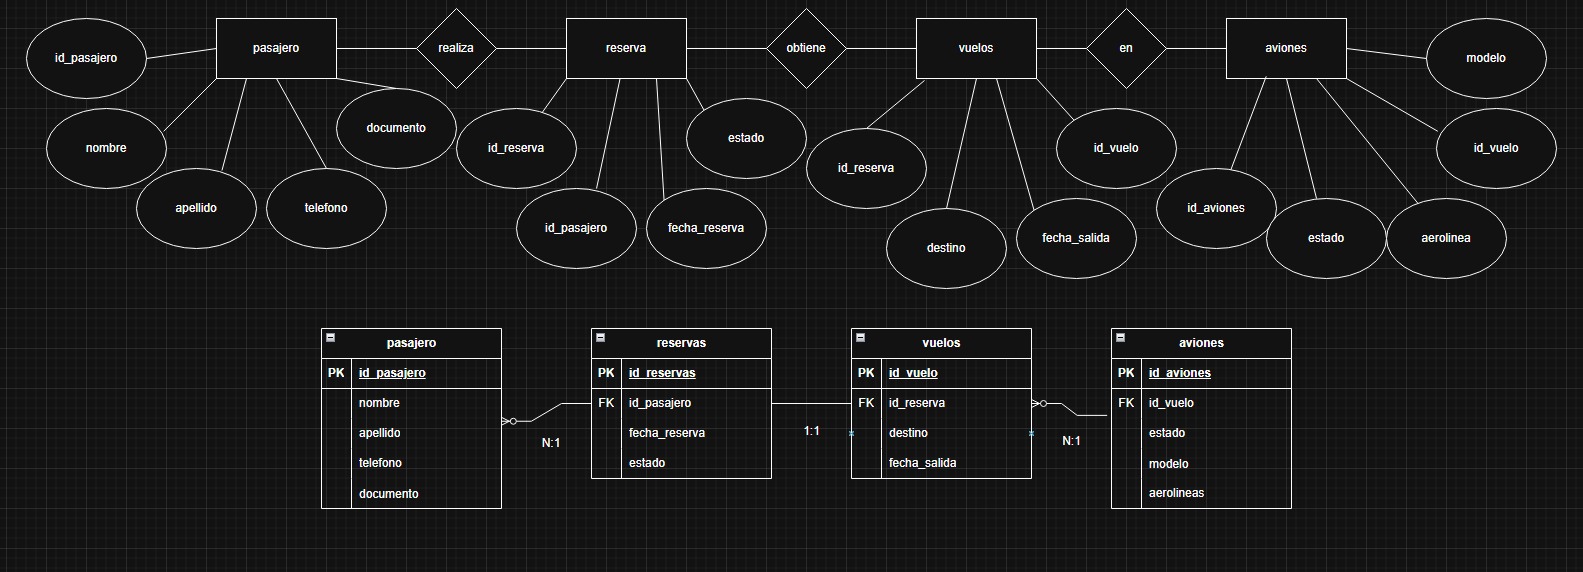 pasajero
realiza
reserva
obtiene
vuelos
en
aviones
id_pasajero
modelo
nombre
documento
id_reserva
estado
id_reserva
id_vuelo
id_vuelo
apellido
telefono
id_pasajero
fecha_reserva
destino
fecha_salida
id_aviones
estado
aerolinea
pasajero
PK id_pasajero
nombre
apellido
telefono
documento
N:1
reservas
PK id_reservas
FK id_pasajero
fecha_reserva
estado
1:1
vuelos
PK id_vuelo
FK id_reserva
destino
fecha_salida
N:1
aviones
PK id_aviones
FK id_vuelo
estado
modelo
aerolineas